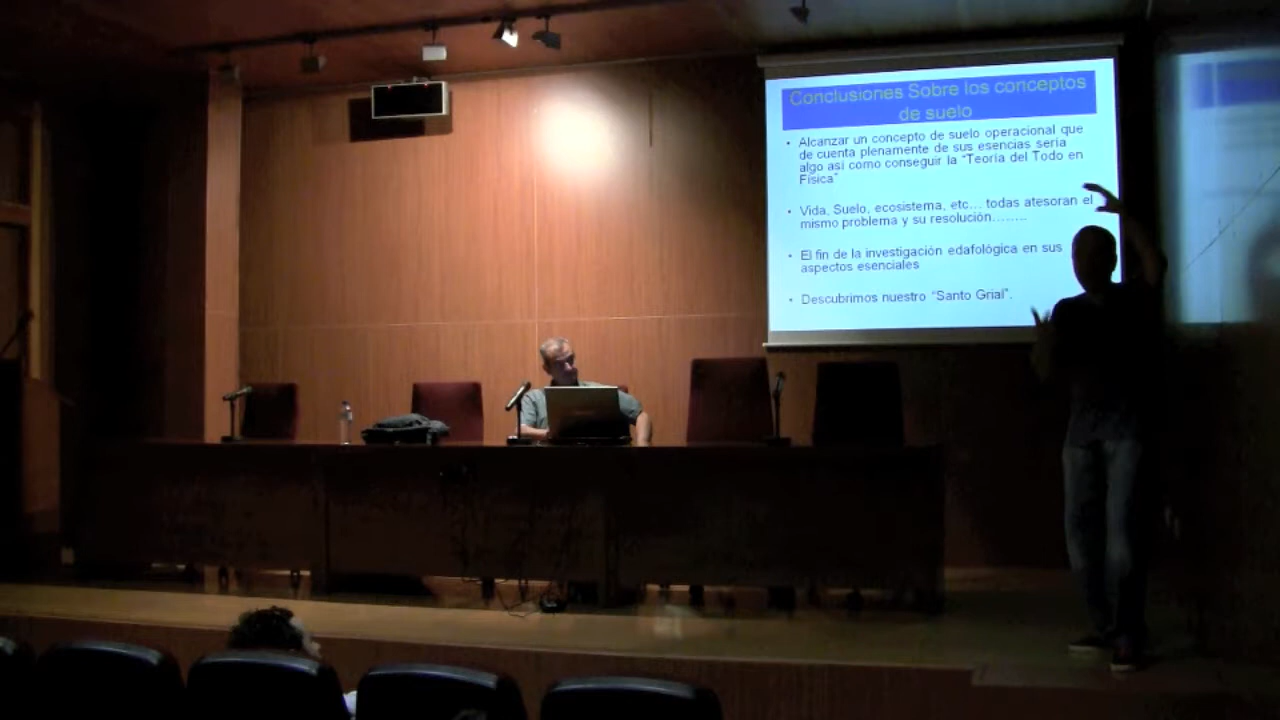 Conclusiones Sobre los conceptos
de suelo
• Alcanzar un concepto de suelo operacional que
de cuenta plenamente de sus esencias sería
algo así como conseguir la “Teoría del Todo en
Física”
• Vida, Suelo, ecosistema, etc… todas atesoran el
mismo problema y su resolución……..
• El fin de la investigación edafológica en sus
aspectos esenciales
• Descubrimos nuestro “Santo Grial”.